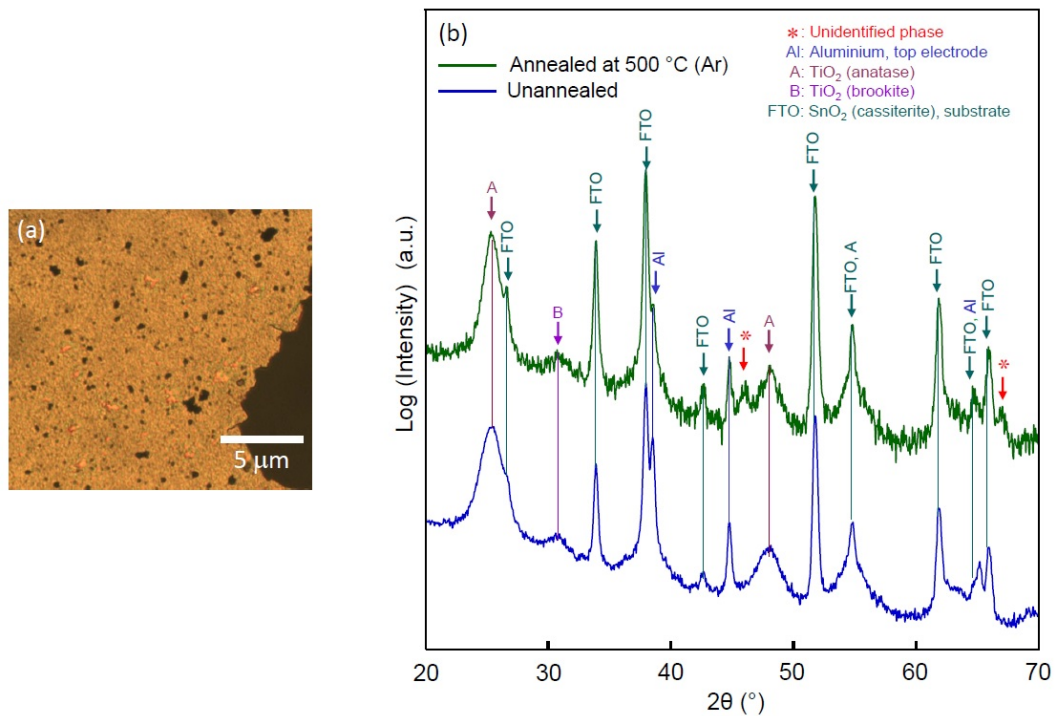 (a)
5 μm
(b)
Annealed at 500 °C (Ar)
Unannealed
*: Unidentified phase
Al: Aluminium, top electrode
A: TiO₂ (anatase)
B: TiO₂ (brookite)
FTO: SnO₂ (cassiterite), substrate
A
FTO
B
FTO
FTO
Al
FTO
Al
*
A
FTO
FTO, A
FTO
FTO, Al
FTO
*
Log (Intensity) (a.u.)
20 30 40 50 60 70
2θ (°)